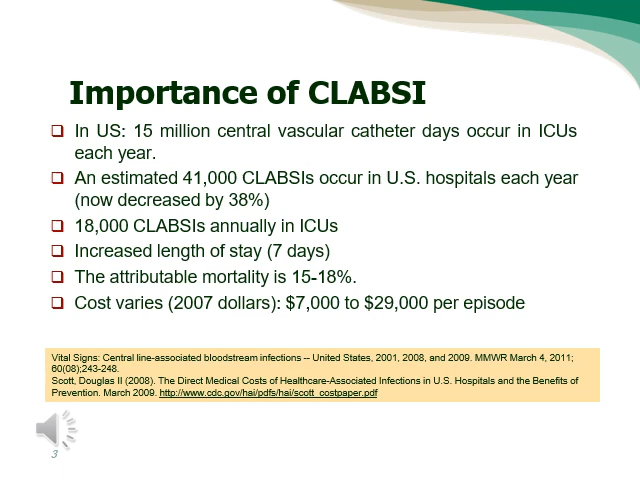 Importance of CLABSI
In US: 15 million central vascular catheter days occur in ICUs
each year.
An estimated 41,000 CLABSIs occur in U.S. hospitals each year
(now decreased by 38%)
18,000 CLABSIs annually in ICUs
Increased length of stay (7 days)
The attributable mortality is 15-18%.
Cost varies (2007 dollars): $7,000 to $29,000 per episode
Vital Signs: Central line-associated bloodstream infections -- United States, 2001, 2008, and 2009. MMWR March 4, 2011;
60(08);243-248.
Scott, Douglas II (2008). The Direct Medical Costs of Healthcare-Associated Infections in U.S. Hospitals and the Benefits of
Prevention. March 2009. http://www.cdc.gov/hai/pdfs/hai/scott_costpaper.pdf
3